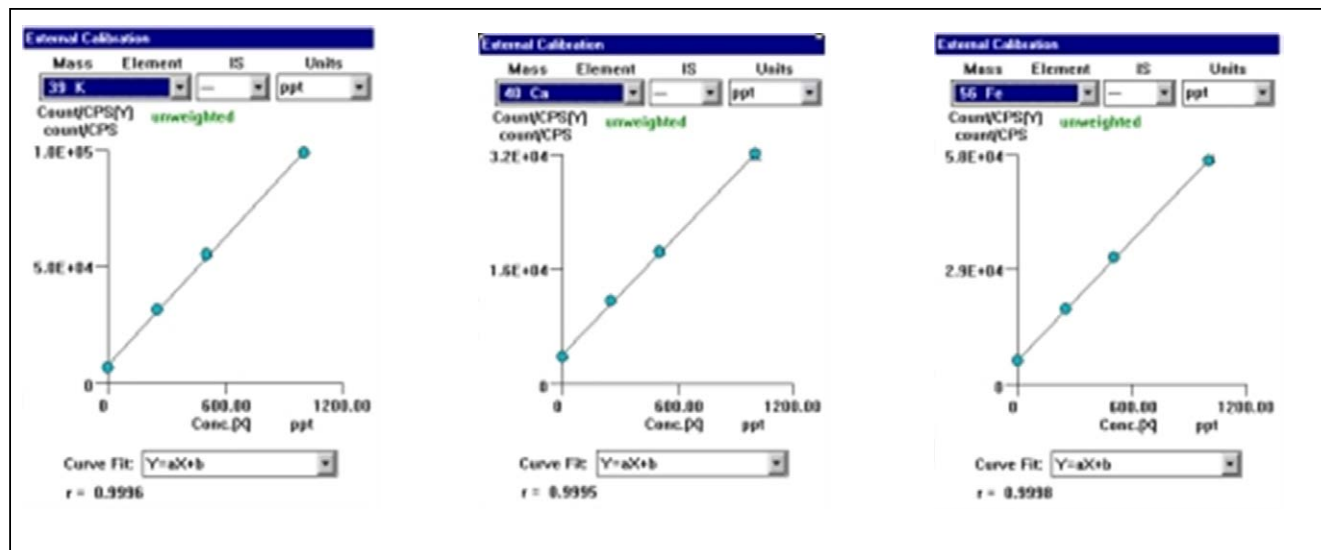 External Calibration
Mass Element IS Units
39 K --- ppt
Count/CPS[Y] unweighted
count/CPS
1.0E+05
5.0E+04
0
0 600.00 1200.00
Conc.[X] ppt
Curve Fit: Y=aX+b
r = 0.9996
External Calibration
Mass Element IS Units
40 Ca --- ppt
Count/CPS[Y] unweighted
count/CPS
3.2E+04
1.6E+04
0
0 600.00 1200.00
Conc.[X] ppt
Curve Fit: Y=aX+b
r = 0.9995
External Calibration
Mass Element IS Units
56 Fe --- ppt
Count/CPS[Y] unweighted
count/CPS
5.8E+04
2.9E+04
0
0 600.00 1200.00
Conc.[X] ppt
Curve Fit: Y=aX+b
r = 0.9998